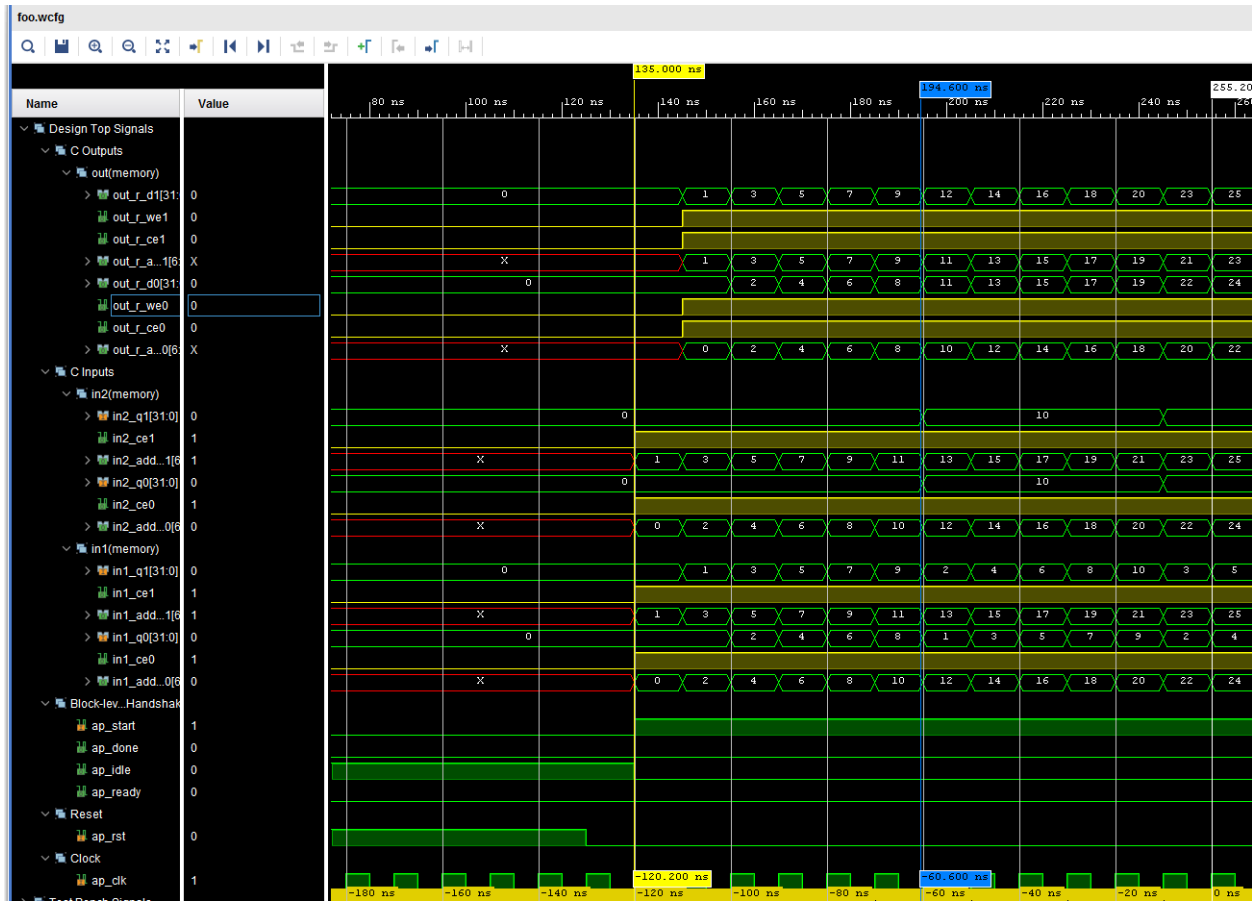 foo.wcfg
135.000 ns
194.600 ns 255.20
Name Value 80 ns 100 ns 120 ns 140 ns 160 ns 180 ns 200 ns 220 ns 240 ns 260
Design Top Signals
C Outputs
out(memory)
out_r_d1[31: 0 0 1 3 5 7 9 12 14 16 18 20 23 25
out_r_we1 0
out_r_ce1 0
out_r_a...1[6: X X 1 3 5 7 9 11 13 15 17 19 21 23
out_r_d0[31: 0 0 2 4 6 8 11 13 15 17 19 22 24
out_r_we0 0
out_r_ce0 0
out_r_a...0[6: X X 0 2 4 6 8 10 12 14 16 18 20 22
C Inputs
in2(memory)
in2_q1[31:0] 0 0 10
in2_ce1 1
in2_add...1[6 1 X 1 3 5 7 9 11 13 15 17 19 21 23 25
in2_q0[31:0] 0 0 10
in2_ce0 1
in2_add...0[6 0 X 0 2 4 6 8 10 12 14 16 18 20 22 24
in1(memory)
in1_q1[31:0] 0 0 1 3 5 7 9 2 4 6 8 10 3 5
in1_ce1 1
in1_add...1[6 1 X 1 3 5 7 9 11 13 15 17 19 21 23 25
in1_q0[31:0] 0 0 2 4 6 8 1 3 5 7 9 2 4
in1_ce0 1
in1_add...0[6 0 X 0 2 4 6 8 10 12 14 16 18 20 22 24
Block-lev...Handshak
ap_start 1
ap_done 0
ap_idle 0
ap_ready 0
Reset
ap_rst 0
Clock
ap_clk 1
-120.200 ns -60.600 ns
-180 ns -160 ns -140 ns -120 ns -100 ns -80 ns -60 ns -40 ns -20 ns 0 ns
Test Bench Signals